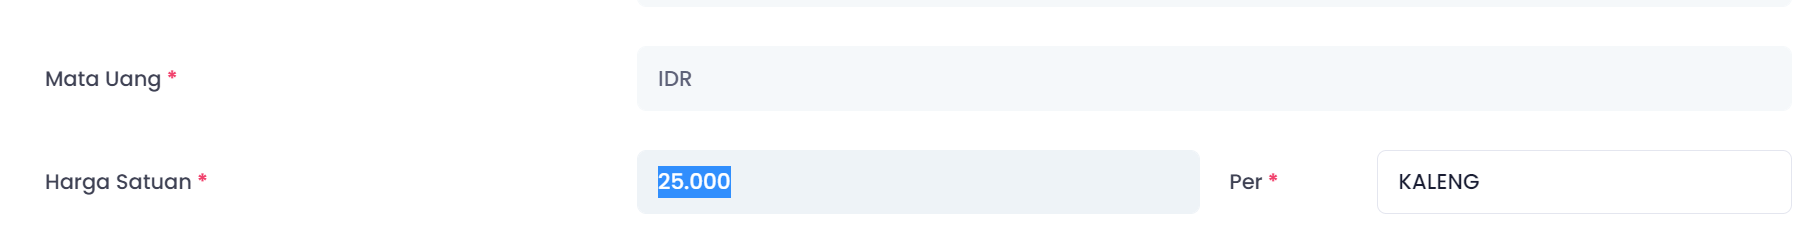 Mata Uang * IDR
Harga Satuan * 25.000 Per * KALENG